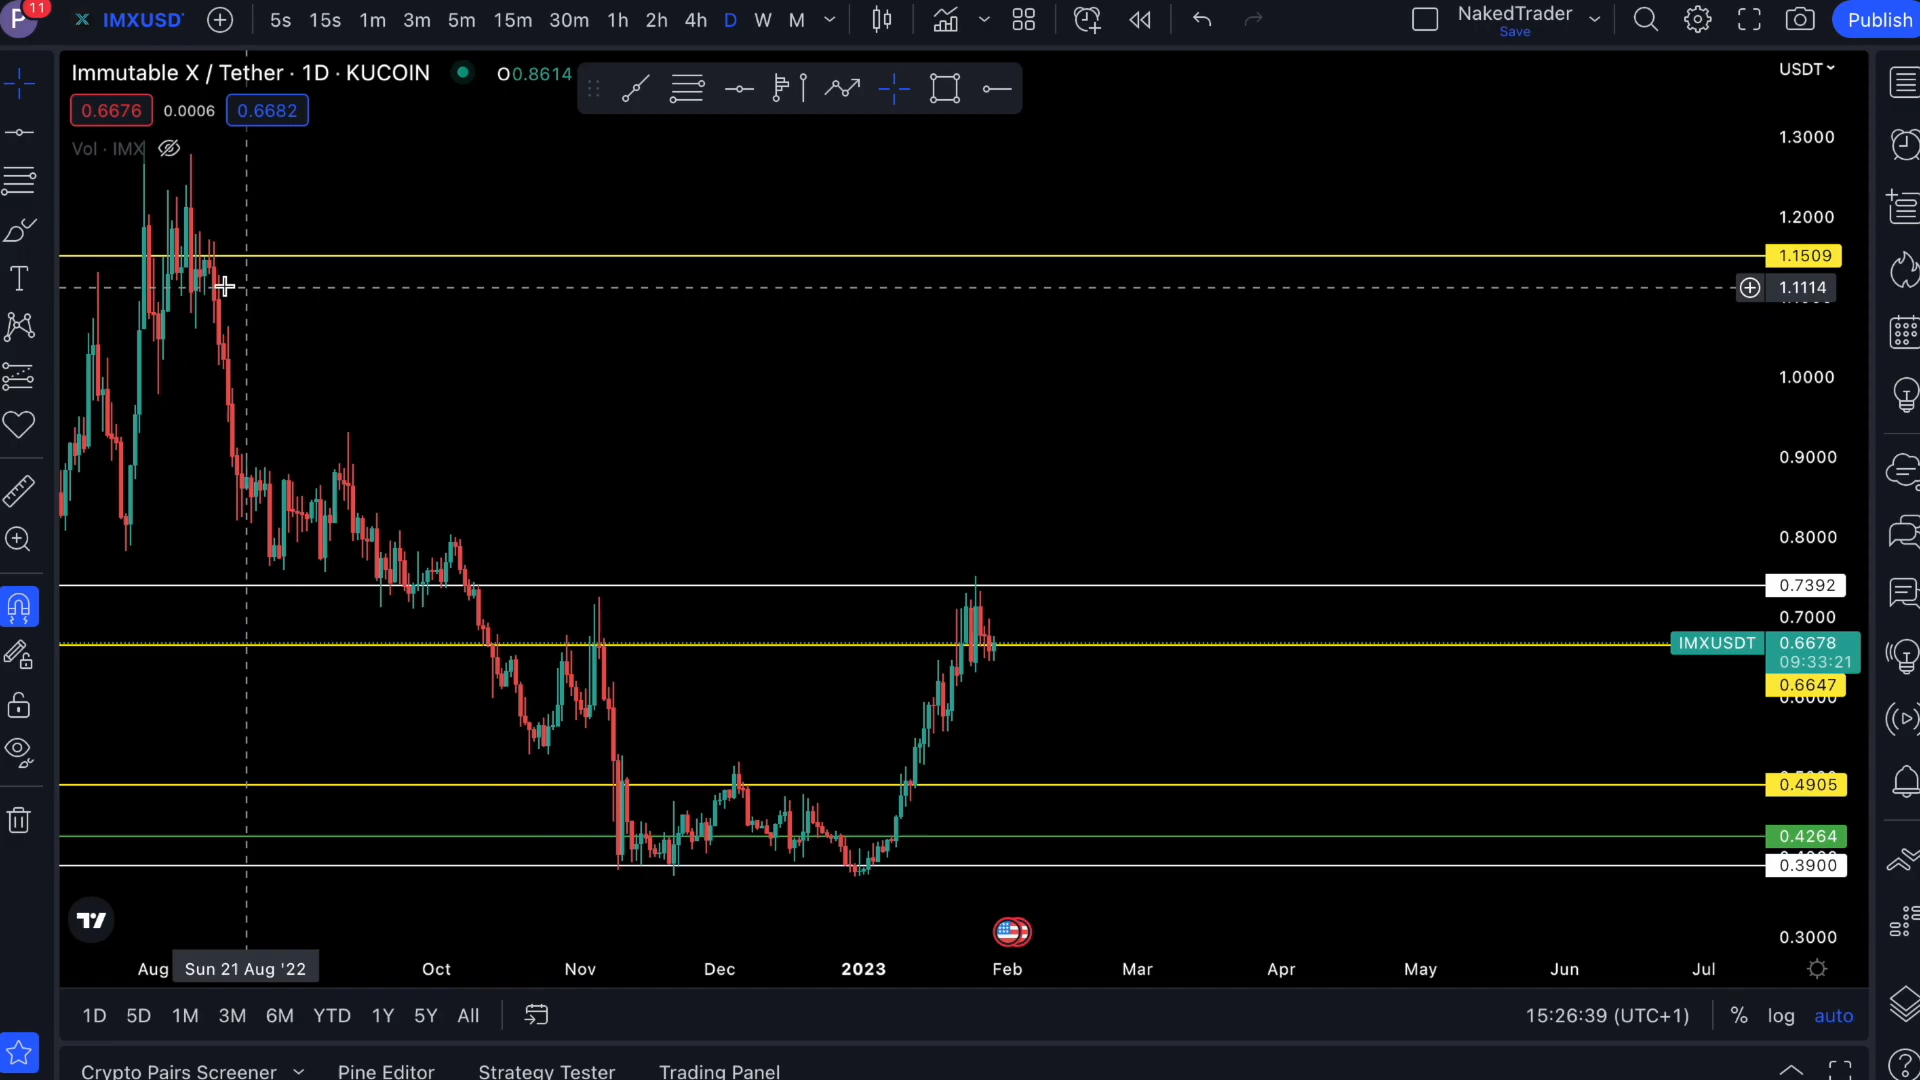 P 11 IMXUSD 5s 15s 1m 3m 5m 15m 30m 1h 2h 4h D W M NakedTrader Save Publish
Immutable X / Tether · 1D · KUCOIN O0.8614 USDT
0.6676 0.0006 0.6682
Vol · IMX
1.3000
1.2000
1.1509
1.1114
1.0000
0.9000
0.8000
0.7392
0.7000
IMXUSDT 0.6678
09:33:21
0.6647
0.6000
0.4905
0.4264
0.3900
0.3000
Aug Sun 21 Aug '22 Oct Nov Dec 2023 Feb Mar Apr May Jun Jul
1D 5D 1M 3M 6M YTD 1Y 5Y All 15:26:39 (UTC+1) % log auto
Crypto Pairs Screener Pine Editor Strategy Tester Trading Panel